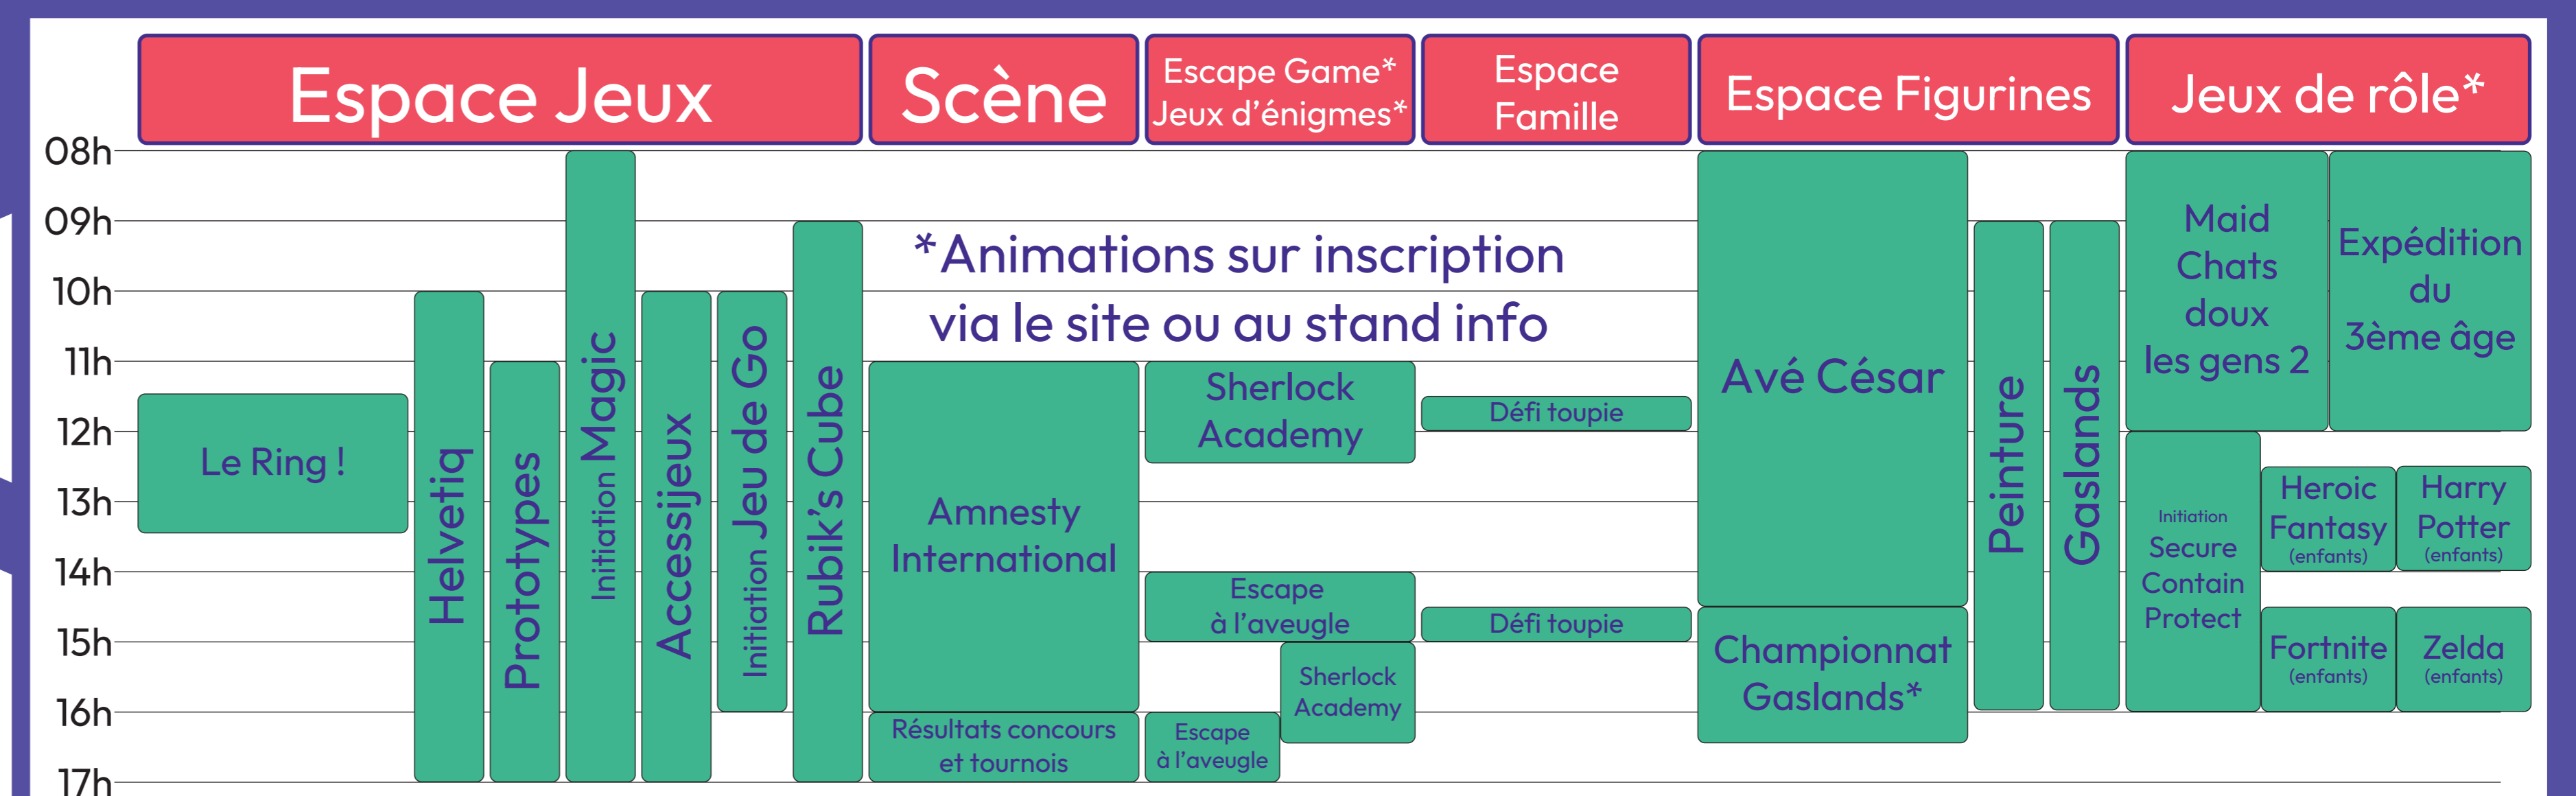 Espace Jeux
Scène
Escape Game*
Jeux d'énigmes*
Espace
Famille
Espace Figurines
Jeux de rôle*
08h
09h
10h
11h
12h
13h
14h
15h
16h
17h
*Animations sur inscription
via le site ou au stand info
Le Ring !
Helvetiq
Prototypes
Initiation Magic
Accessijeux
Initiation Jeu de Go
Rubik's Cube
Amnesty
International
Résultats concours
et tournois
Sherlock
Academy
Escape
à l'aveugle
Sherlock
Academy
Escape
à l'aveugle
Défi toupie
Défi toupie
Avé César
Championnat
Gaslands*
Peinture
Gaslands
Maid
Chats
doux
les gens 2
Expédition
du
3ème âge
Initiation
Secure
Contain
Protect
Heroic
Fantasy
(enfants)
Harry
Potter
(enfants)
Fortnite
(enfants)
Zelda
(enfants)